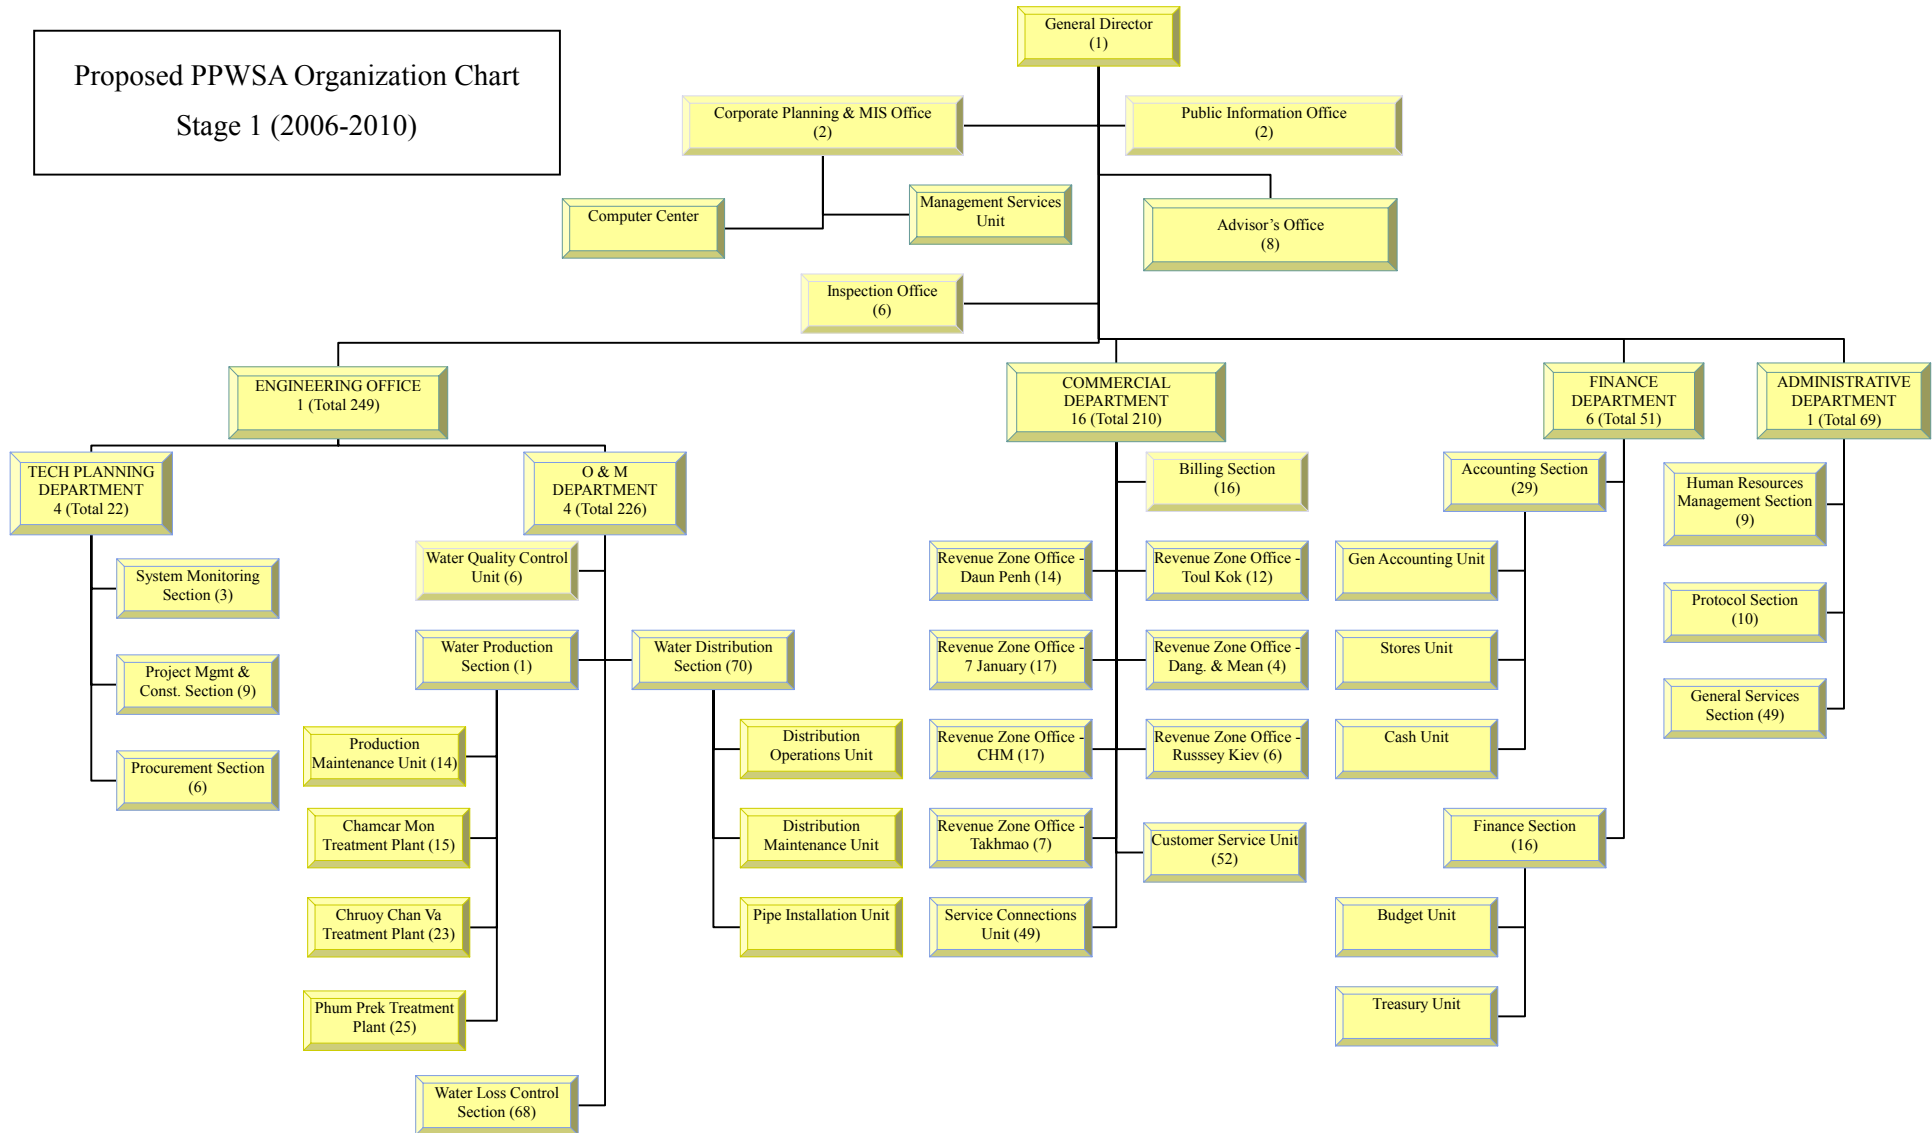 Proposed PPWSA Organization Chart
Stage 1 (2006-2010)
General Director
(1)
Corporate Planning & MIS Office
(2)
Public Information Office
(2)
Computer Center
Management Services
Unit
Advisor's Office
(8)
Inspection Office
(6)
ENGINEERING OFFICE
1 (Total 249)
COMMERCIAL
DEPARTMENT
16 (Total 210)
FINANCE
DEPARTMENT
6 (Total 51)
ADMINISTRATIVE
DEPARTMENT
1 (Total 69)
TECH PLANNING
DEPARTMENT
4 (Total 22)
O & M
DEPARTMENT
4 (Total 226)
System Monitoring
Section (3)
Project Mgmt &
Const. Section (9)
Procurement Section
(6)
Water Quality Control
Unit (6)
Water Production
Section (1)
Water Distribution
Section (70)
Production
Maintenance Unit (14)
Chamcar Mon
Treatment Plant (15)
Chruoy Chan Va
Treatment Plant (23)
Phum Prek Treatment
Plant (25)
Water Loss Control
Section (68)
Distribution
Operations Unit
Distribution
Maintenance Unit
Pipe Installation Unit
Billing Section
(16)
Revenue Zone Office -
Daun Penh (14)
Revenue Zone Office -
Toul Kok (12)
Revenue Zone Office -
7 January (17)
Revenue Zone Office -
Dang. & Mean (4)
Revenue Zone Office -
CHM (17)
Revenue Zone Office -
Russsey Kiev (6)
Revenue Zone Office -
Takhmao (7)
Customer Service Unit
(52)
Service Connections
Unit (49)
Accounting Section
(29)
Gen Accounting Unit
Stores Unit
Cash Unit
Finance Section
(16)
Budget Unit
Treasury Unit
Human Resources
Management Section
(9)
Protocol Section
(10)
General Services
Section (49)